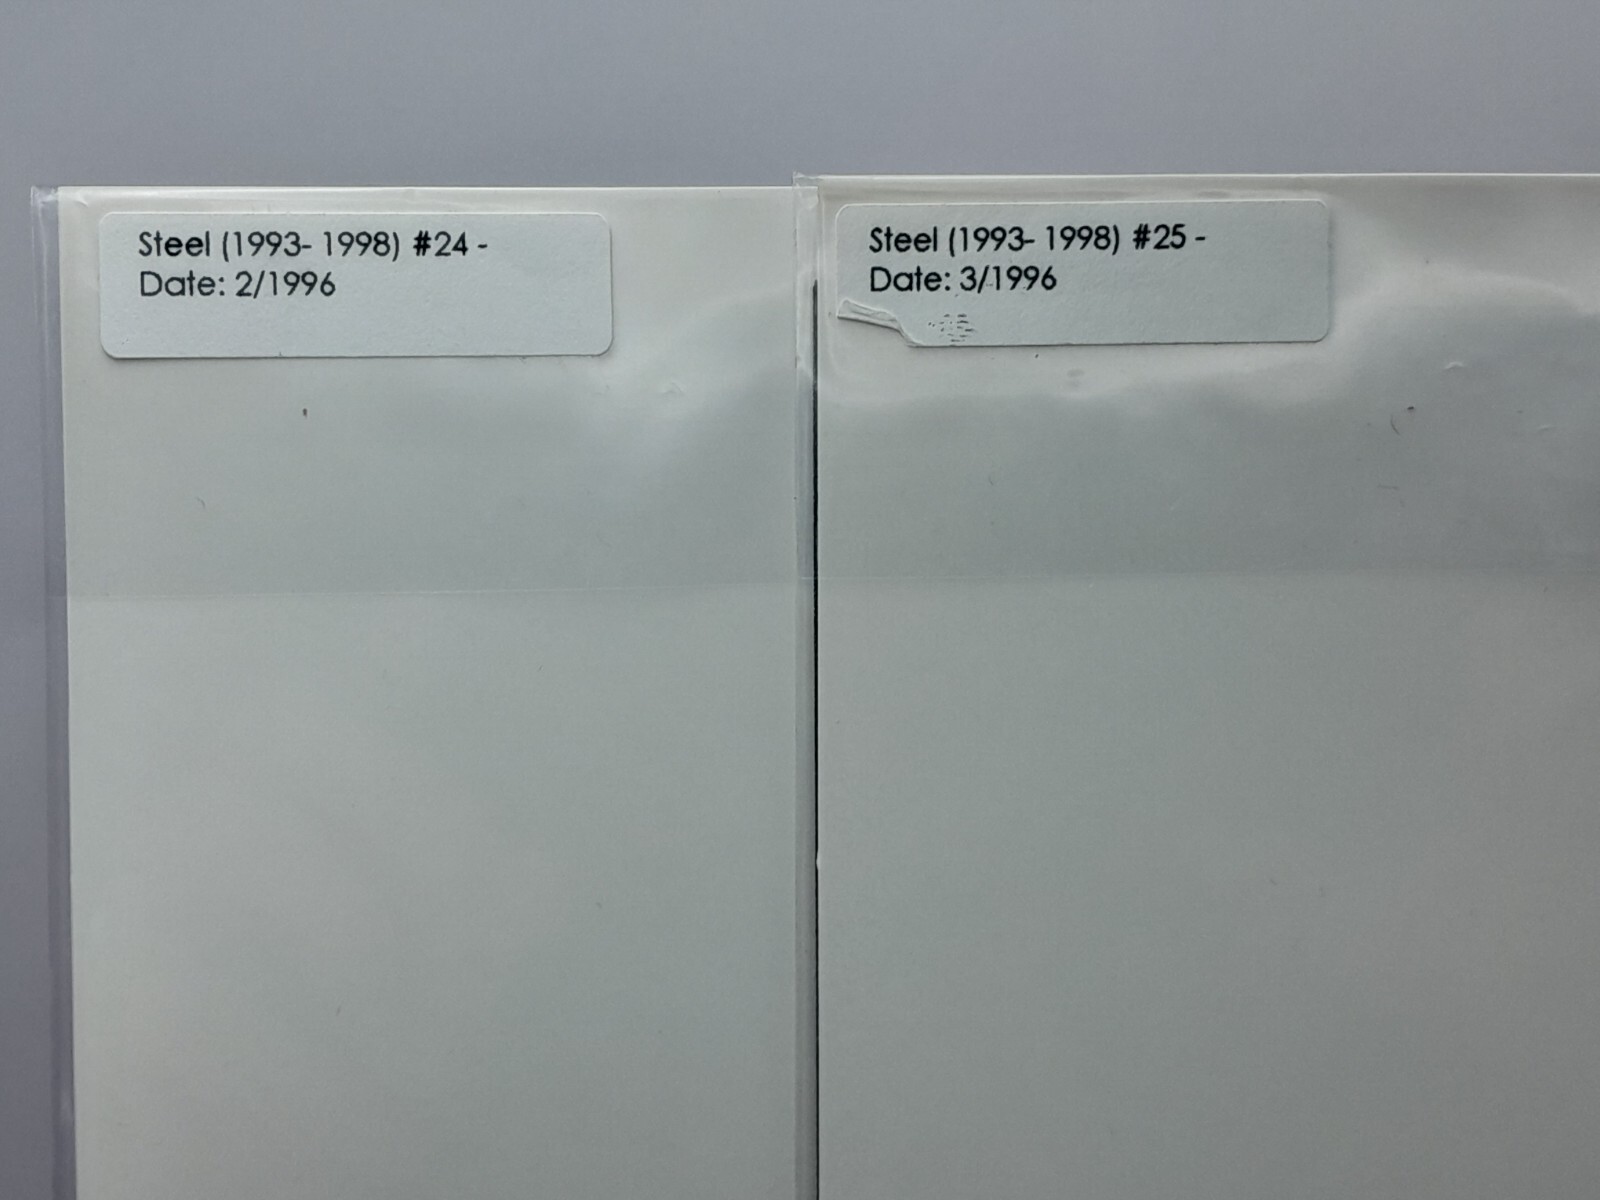 Steel (1993- 1998) #24 -
Date: 2/1996
Steel (1993- 1998) #25 -
Date: 3/1996